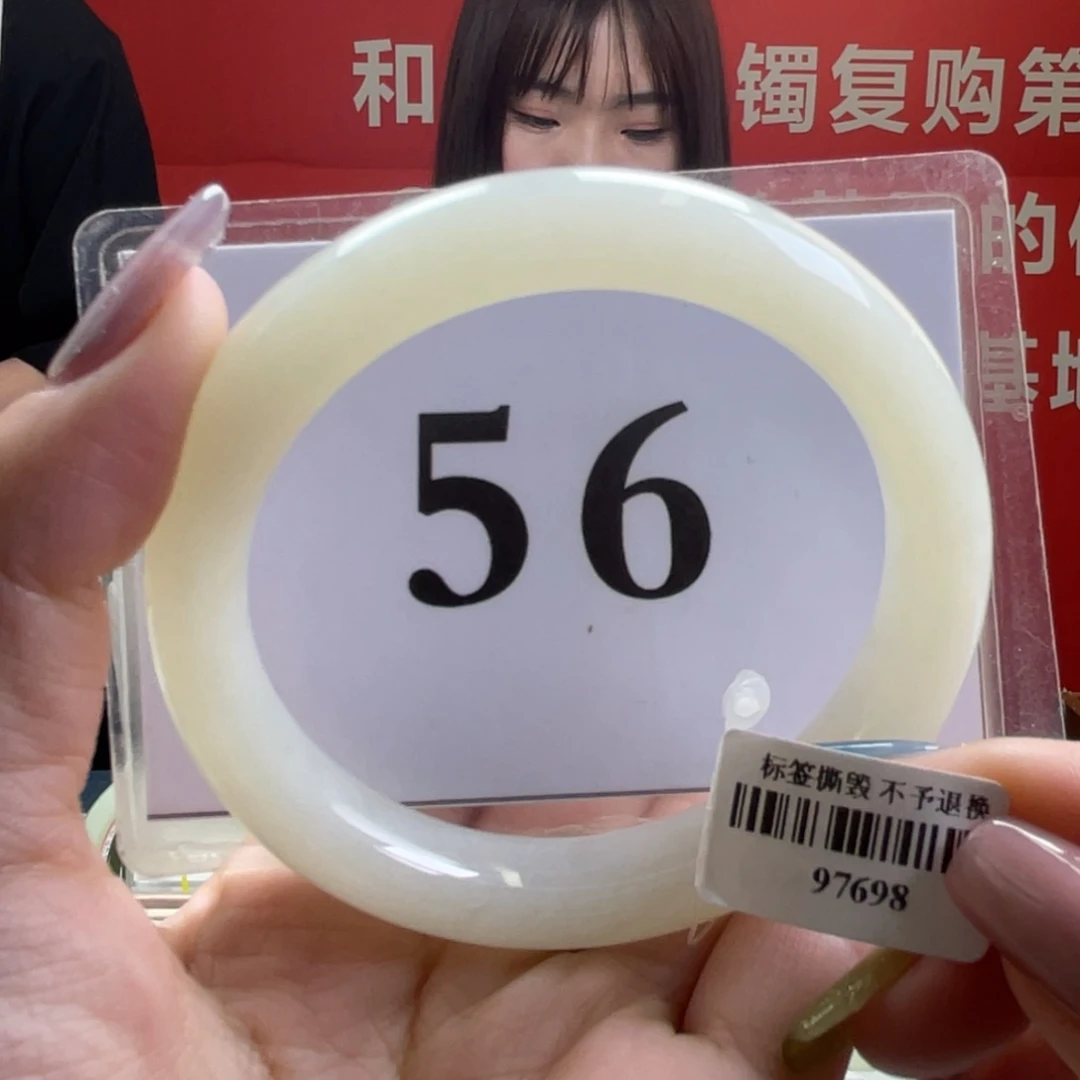 和 镯复购第
的
基地
56
标签撕毁 不予退换
97698